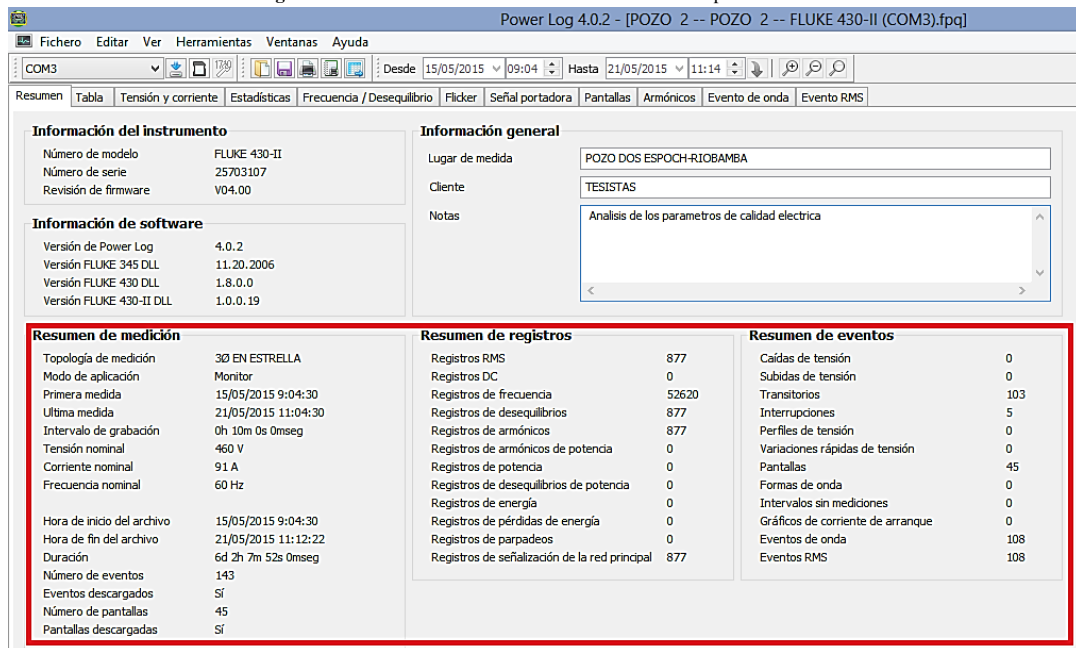 Power Log 4.0.2 - [POZO 2 -- POZO 2 -- FLUKE 430-II (COM3).fpq]
Fichero Editar Ver Herramientas Ventanas Ayuda
COM3 Desde 15/05/2015 09:04 Hasta 21/05/2015 11:14
Resumen Tabla Tensión y corriente Estadísticas Frecuencia / Desequilibrio Flicker Señal portadora Pantallas Armónicos Evento de onda Evento RMS
Información del instrumento
Número de modelo FLUKE 430-II
Número de serie 25703107
Revisión de firmware V04.00
Información de software
Versión de Power Log 4.0.2
Versión FLUKE 345 DLL 11.20.2006
Versión FLUKE 430 DLL 1.8.0.0
Versión FLUKE 430-II DLL 1.0.0.19
Información general
Lugar de medida POZO DOS ESPOCH-RIOBAMBA
Cliente TESISTAS
Notas Analisis de los parametros de calidad electrica
Resumen de medición
Topología de medición 3Ø EN ESTRELLA
Modo de aplicación Monitor
Primera medida 15/05/2015 9:04:30
Ultima medida 21/05/2015 11:04:30
Intervalo de grabación 0h 10m 0s 0mseg
Tensión nominal 460 V
Corriente nominal 91 A
Frecuencia nominal 60 Hz
Hora de inicio del archivo 15/05/2015 9:04:30
Hora de fin del archivo 21/05/2015 11:12:22
Duración 6d 2h 7m 52s 0mseg
Número de eventos 143
Eventos descargados Sí
Número de pantallas 45
Pantallas descargadas Sí
Resumen de registros
Registros RMS 877
Registros DC 0
Registros de frecuencia 52620
Registros de desequilibrios 877
Registros de armónicos 877
Registros de armónicos de potencia 0
Registros de potencia 0
Registros de desequilibrios de potencia 0
Registros de energía 0
Registros de pérdidas de energía 0
Registros de parpadeos 0
Registros de señalización de la red principal 877
Resumen de eventos
Caídas de tensión 0
Subidas de tensión 0
Transitorios 103
Interrupciones 5
Perfiles de tensión 0
Variaciones rápidas de tensión 0
Pantallas 45
Formas de onda 0
Intervalos sin mediciones 0
Gráficos de corriente de arranque 0
Eventos de onda 108
Eventos RMS 108